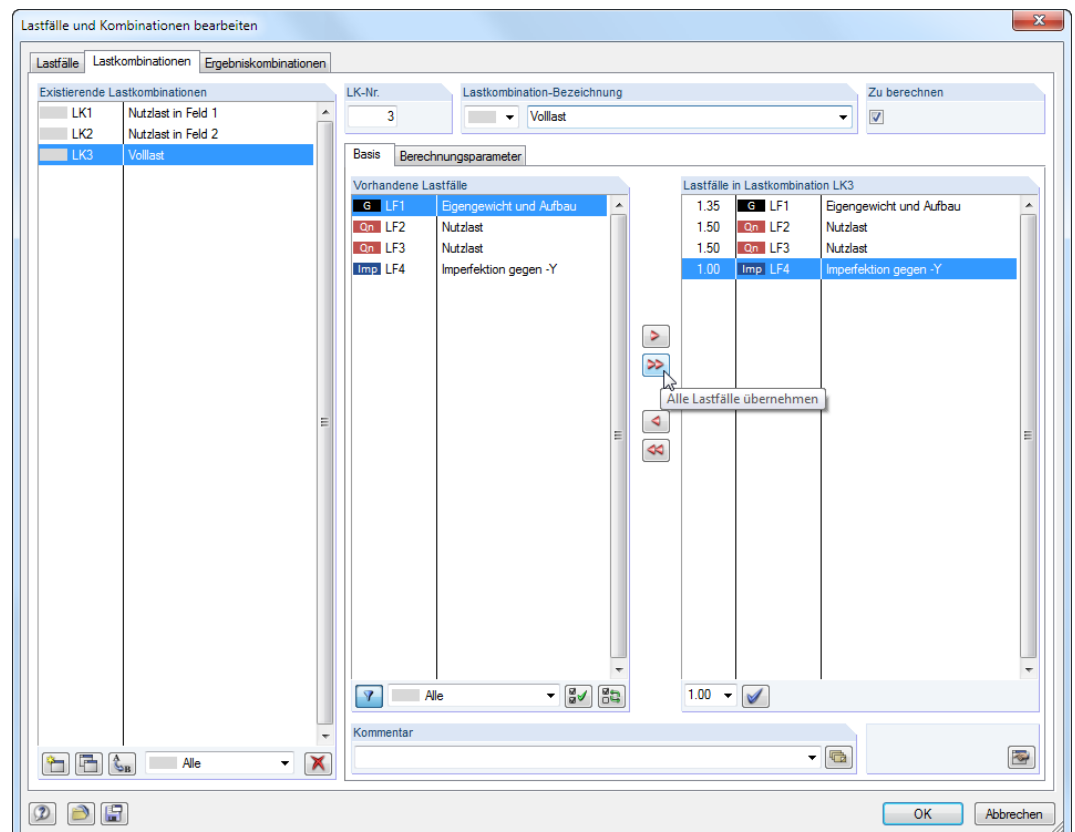 Lastfälle und Kombinationen bearbeiten
Lastfälle Lastkombinationen Ergebniskombinationen
Existierende Lastkombinationen
LK1 Nutzlast in Feld 1
LK2 Nutzlast in Feld 2
LK3 Volllast
Alle
LK-Nr.
3
Lastkombination-Bezeichnung
Volllast
Zu berechnen
Basis Berechnungsparameter
Vorhandene Lastfälle
G LF1 Eigengewicht und Aufbau
Qn LF2 Nutzlast
Qn LF3 Nutzlast
Imp LF4 Imperfektion gegen -Y
Alle
Alle Lastfälle übernehmen
Lastfälle in Lastkombination LK3
1.35 G LF1 Eigengewicht und Aufbau
1.50 Qn LF2 Nutzlast
1.50 Qn LF3 Nutzlast
1.00 Imp LF4 Imperfektion gegen -Y
1.00
Kommentar
OK Abbrechen